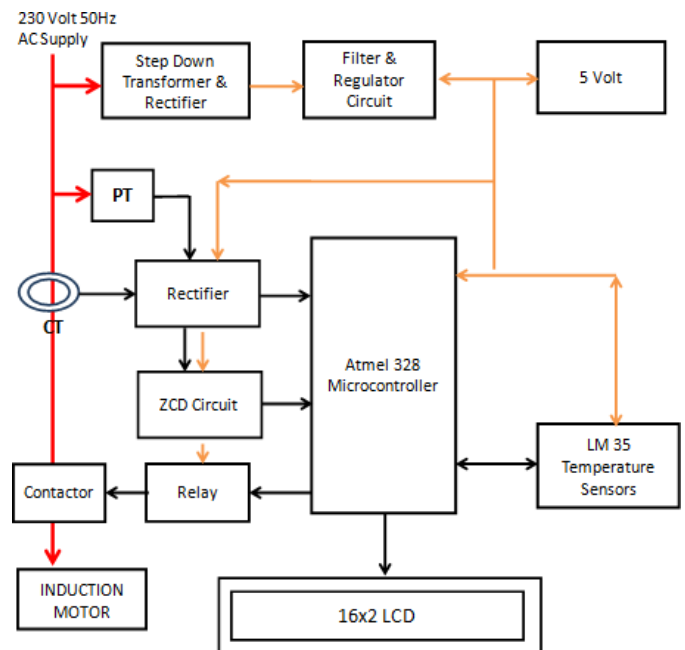 230 Volt 50Hz
AC Supply
Step Down
Transformer &
Rectifier
Filter &
Regulator
Circuit
5 Volt
PT
Rectifier
CT
Atmel 328
Microcontroller
ZCD Circuit
LM 35
Temperature
Sensors
Contactor
Relay
INDUCTION
MOTOR
16x2 LCD